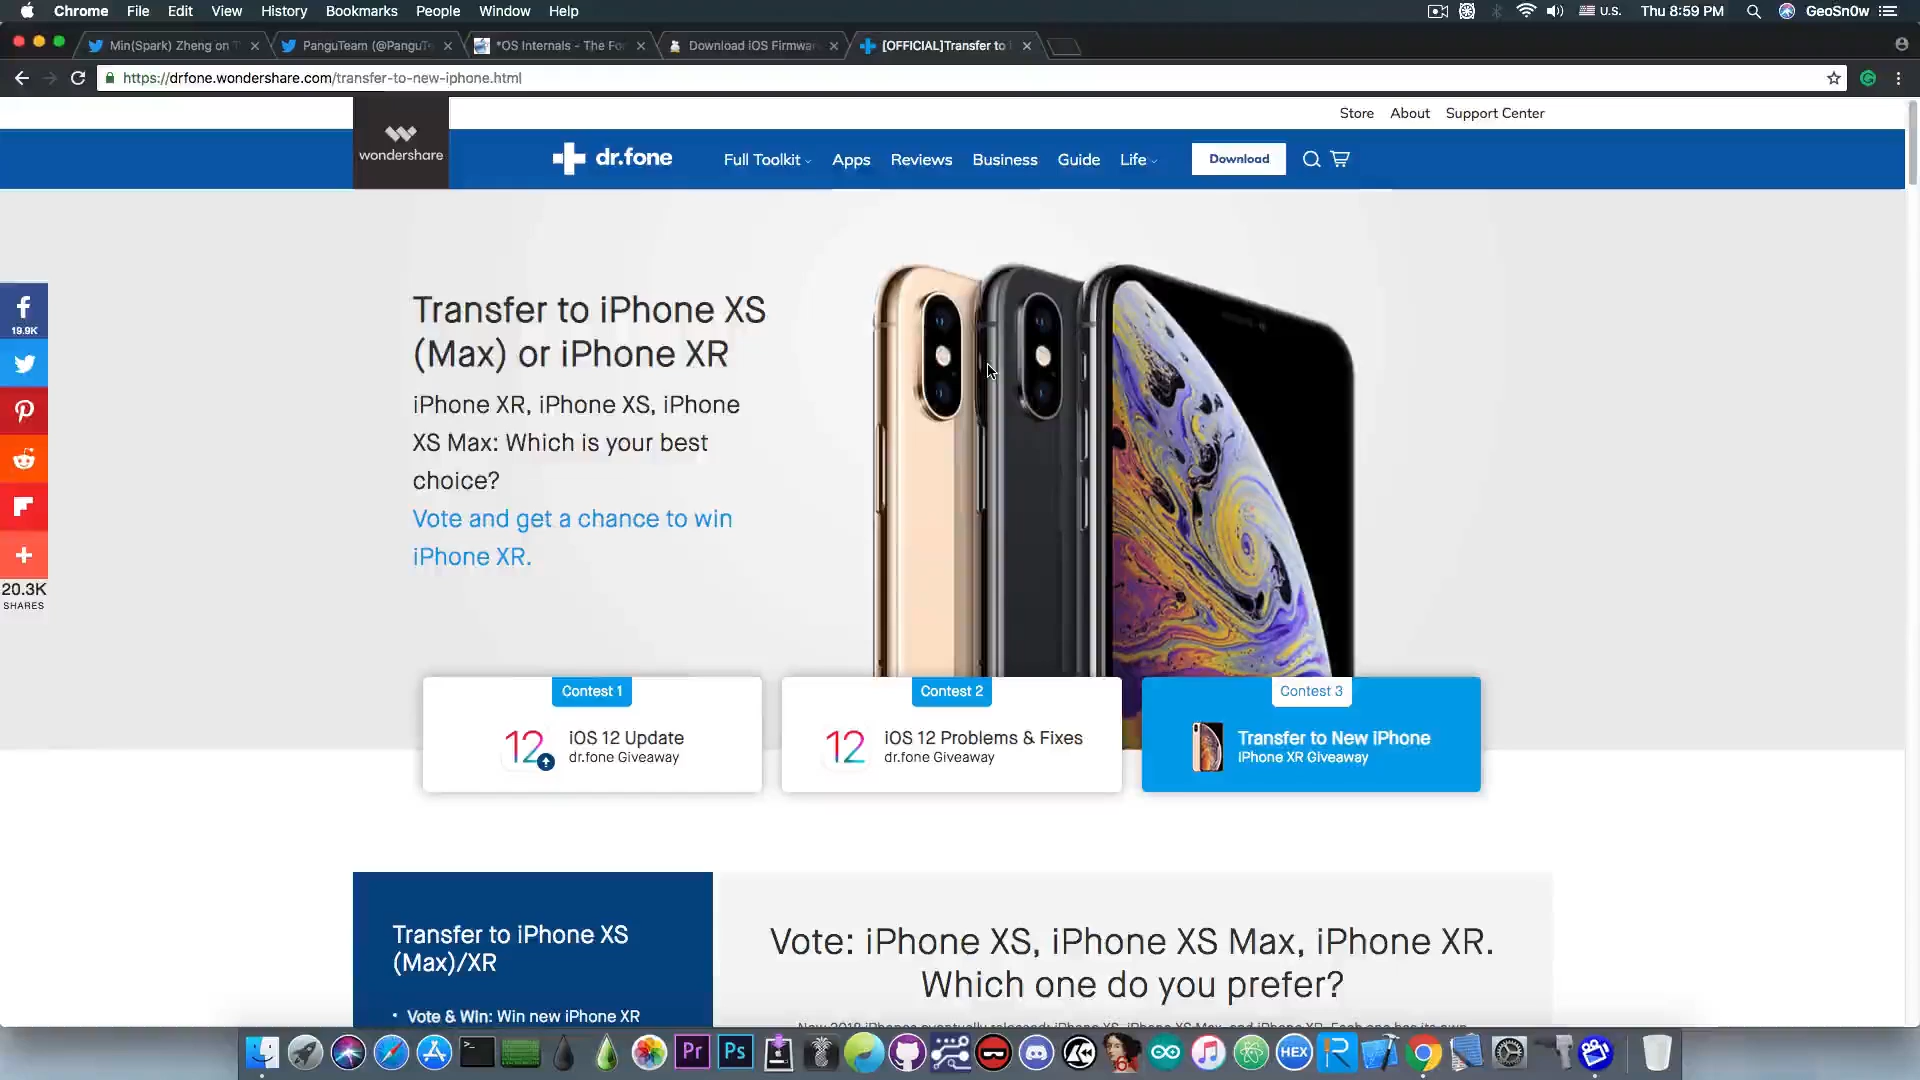 Chrome File Edit View History Bookmarks People Window Help U.S. Thu 8:59 PM GeoSn0w
Min(Spark) Zheng on PanguTeam (@PanguTe *OS Internals - The For Download iOS Firmwar [OFFICIAL]Transfer to
https://drfone.wondershare.com/transfer-to-new-iphone.html
Store About Support Center
wondershare
dr.fone Full Toolkit Apps Reviews Business Guide Life Download
Transfer to iPhone XS
(Max) or iPhone XR
iPhone XR, iPhone XS, iPhone
XS Max: Which is your best
choice?
Vote and get a chance to win
iPhone XR.
19.9K
20.3K
SHARES
Contest 1
iOS 12 Update
dr.fone Giveaway
12
Contest 2
iOS 12 Problems & Fixes
dr.fone Giveaway
12
Contest 3
Transfer to New iPhone
IPhone XR Giveaway
Transfer to iPhone XS
(Max)/XR
• Vote & Win: Win new iPhone XR
Vote: iPhone XS, iPhone XS Max, iPhone XR.
Which one do you prefer?
Pr Ps HEX